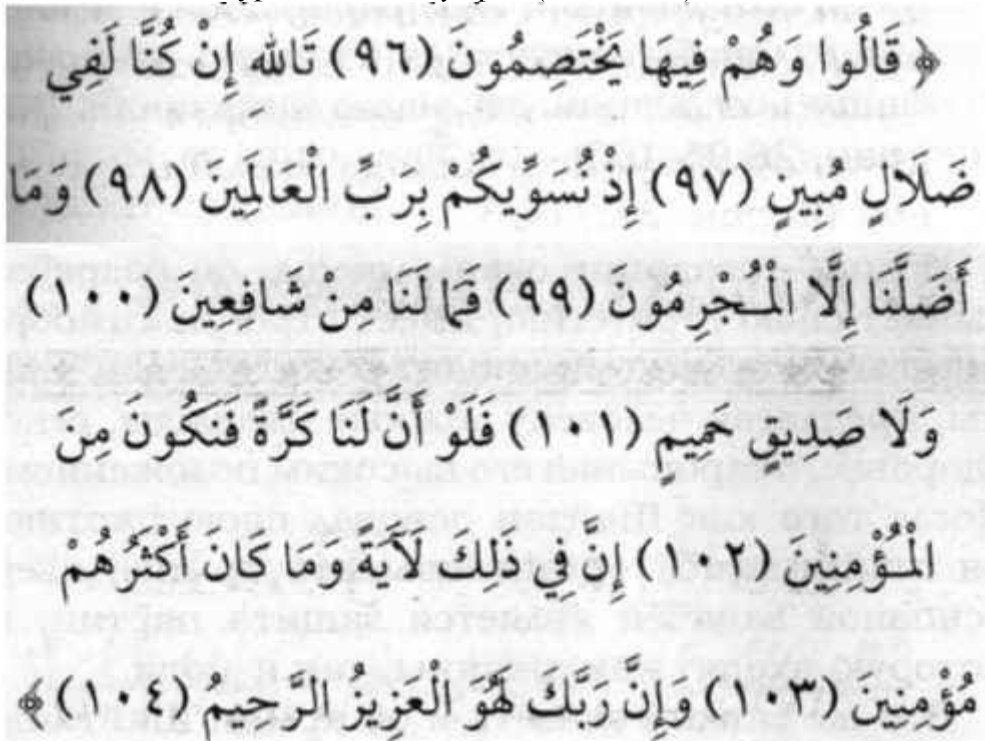 ﴿ قَالُوا وَهُمْ فِيهَا يَخْتَصِمُونَ (٩٦) تَاللهِ إِنْ كُنَّا لَفِي
ضَلَالٍ مُبِينٍ (٩٧) إِذْ نُسَوِّيكُمْ بِرَبِّ الْعَالَمِينَ (٩٨) وَمَا
أَضَلَّنَا إِلَّا الْمُجْرِمُونَ (٩٩) فَمَا لَنَا مِنْ شَافِعِينَ (١٠٠)
وَلَا صَدِيقٍ حَمِيمٍ (١٠١) فَلَوْ أَنَّ لَنَا كَرَّةً فَنَكُونَ مِنَ
الْمُؤْمِنِينَ (١٠٢) إِنَّ فِي ذَلِكَ لَآيَةً وَمَا كَانَ أَكْثَرُهُمْ
مُؤْمِنِينَ (١٠٣) وَإِنَّ رَبَّكَ لَهُوَ الْعَزِيزُ الرَّحِيمُ (١٠٤) ﴾